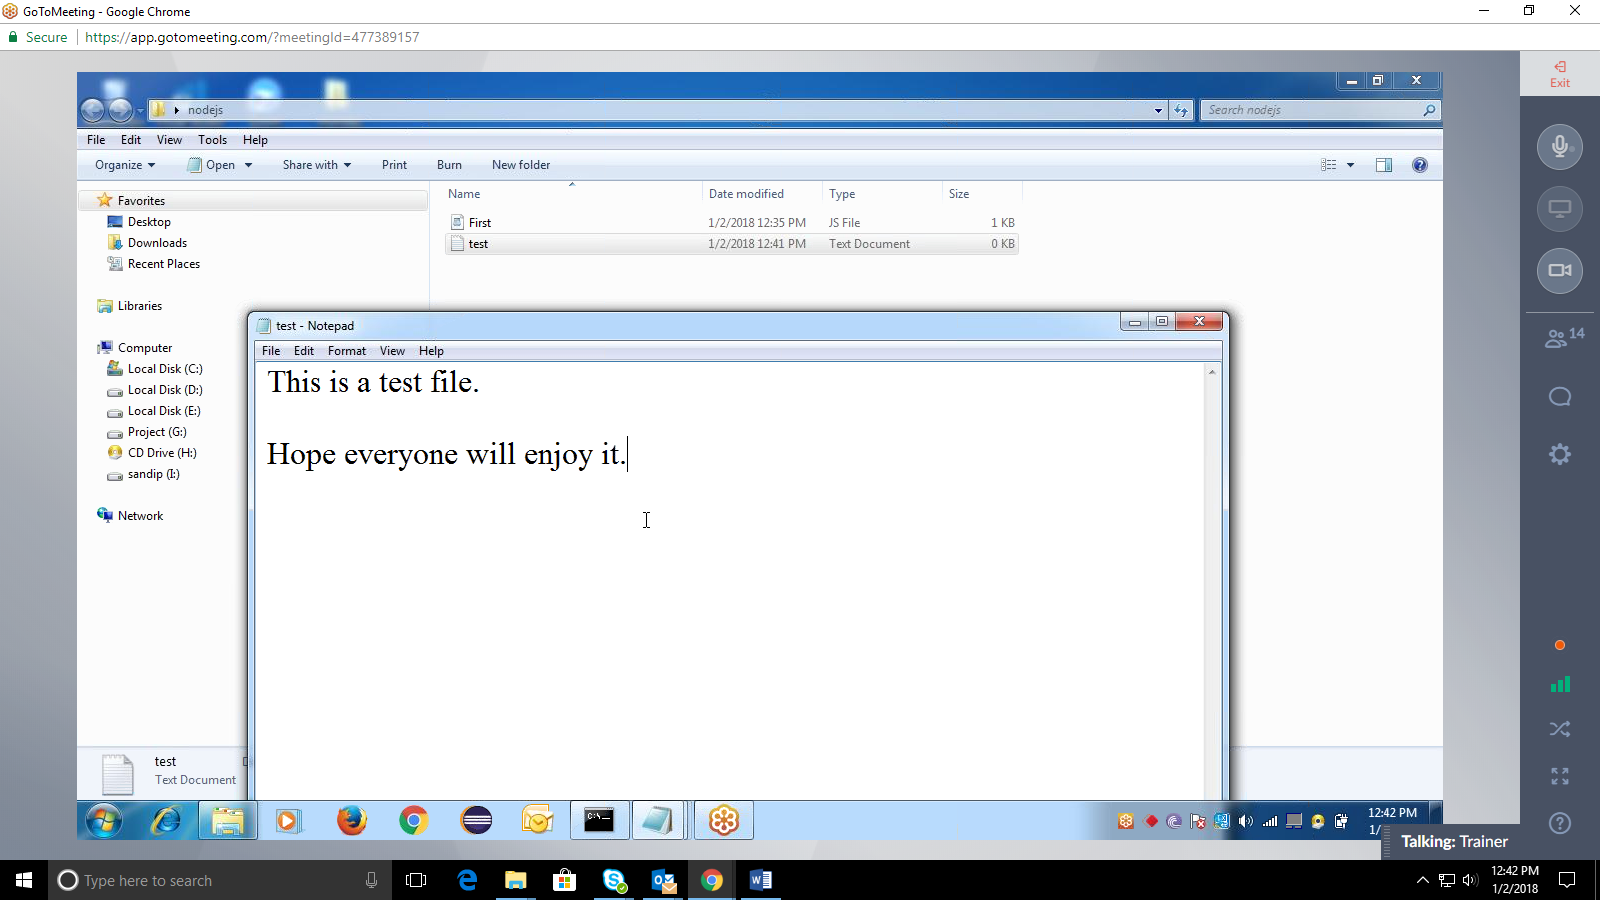 GoToMeeting - Google Chrome
Secure https://app.gotomeeting.com/?meetingId=477389157
Exit
nodejs
Search nodejs
File Edit View Tools Help
Organize Open Share with Print Burn New folder
Name Date modified Type Size
Favorites
First 1/2/2018 12:35 PM JS File 1 KB
Desktop
test 1/2/2018 12:41 PM Text Document 0 KB
Downloads
Recent Places
Libraries
Computer
Local Disk (C:)
Local Disk (D:)
Local Disk (E:)
Project (G:)
CD Drive (H:)
sandip (I:)
Network
test - Notepad
File Edit Format View Help
This is a test file.
Hope everyone will enjoy it.
14
test
Text Document
12:42 PM
1/
Talking: Trainer
Type here to search
12:42 PM
1/2/2018